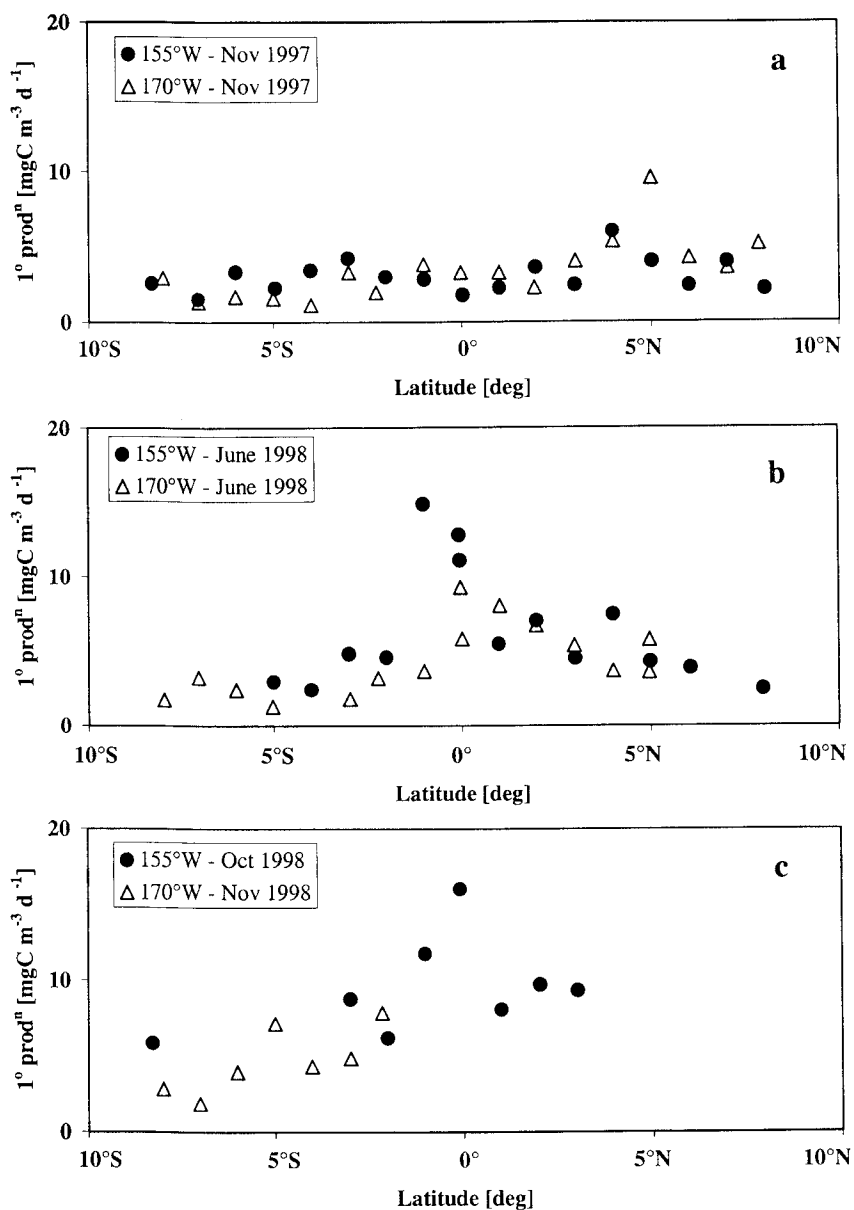 20
10
0
1° prodⁿ [mgC m⁻³ d⁻¹]
155°W - Nov 1997
170°W - Nov 1997
a
10°S
5°S
0°
5°N
10°N
Latitude [deg]
20
10
0
1° prodⁿ [mgC m⁻³ d⁻¹]
155°W - June 1998
170°W - June 1998
b
10°S
5°S
0°
5°N
10°N
Latitude [deg]
20
10
0
1° prodⁿ [mgC m⁻³ d⁻¹]
155°W - Oct 1998
170°W - Nov 1998
c
10°S
5°S
0°
5°N
10°N
Latitude [deg]